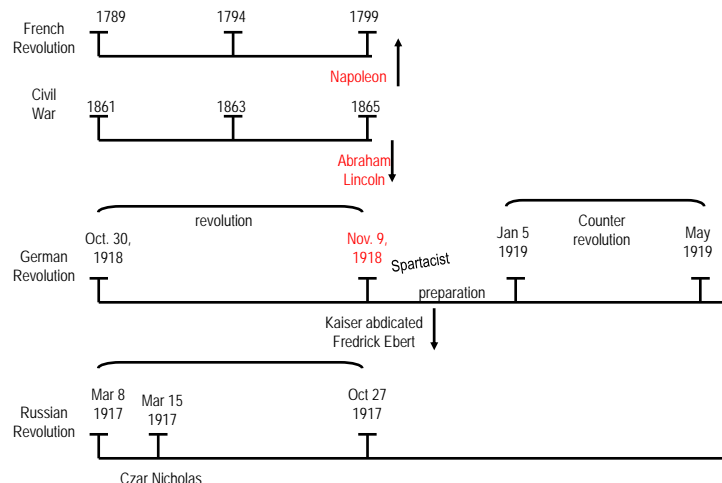 French
Revolution
1789
1794
1799
Napoleon
Civil
War
1861
1863
1865
Abraham
Lincoln
revolution
Counter
revolution
German
Revolution
Oct. 30,
1918
Nov. 9,
1918
Spartacist
preparation
Jan 5
1919
May
1919
Kaiser abdicated
Fredrick Ebert
Russian
Revolution
Mar 8
1917
Mar 15
1917
Oct 27
1917
Czar Nicholas